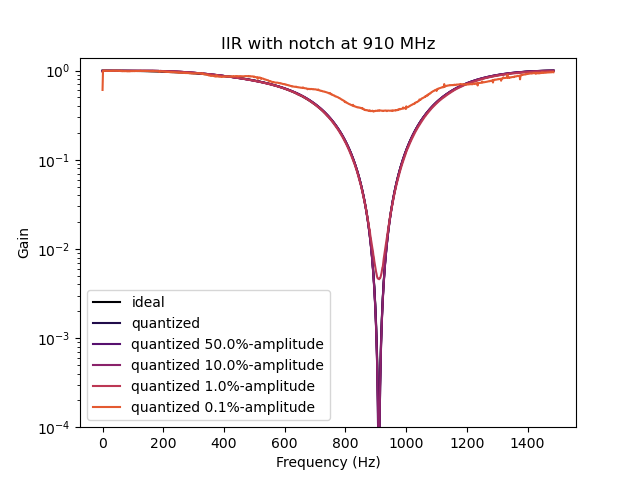 IIR with notch at 910 MHz
10^0
10^-1
10^-2
10^-3
10^-4
Gain
ideal
quantized
quantized 50.0%-amplitude
quantized 10.0%-amplitude
quantized 1.0%-amplitude
quantized 0.1%-amplitude
0 200 400 600 800 1000 1200 1400
Frequency (Hz)